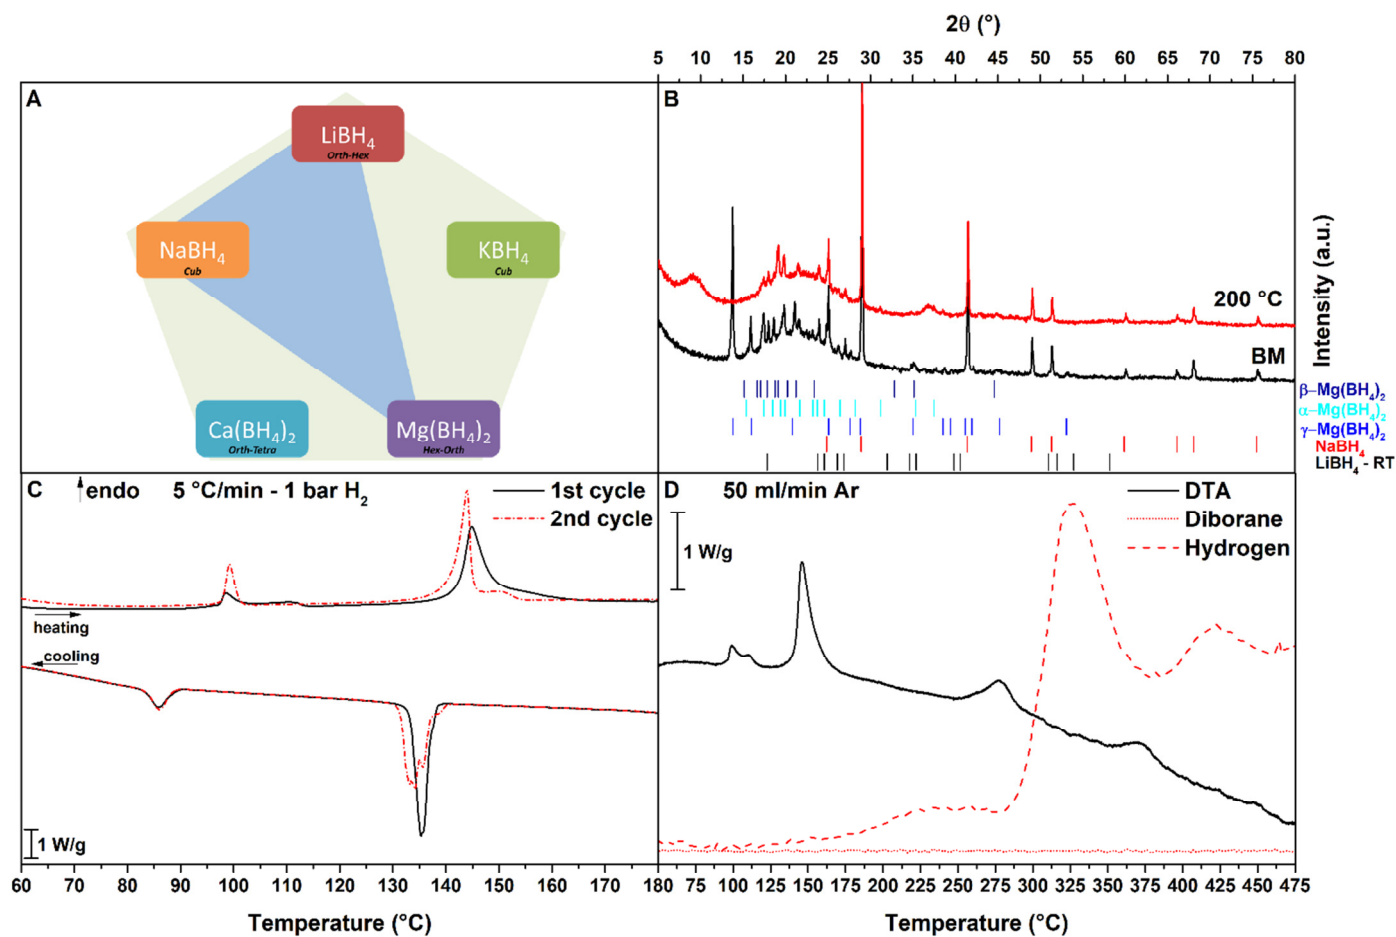 2θ (°)
5 10 15 20 25 30 35 40 45 50 55 60 65 70 75 80
A
LiBH4
Orth-Hex
NaBH4
Cub
KBH4
Cub
Ca(BH4)2
Orth-Tetra
Mg(BH4)2
Hex-Orth
B
200 °C
BM
Intensity (a.u.)
β–Mg(BH4)2
α–Mg(BH4)2
γ–Mg(BH4)2
NaBH4
LiBH4 - RT
C
endo 5 °C/min - 1 bar H2
1st cycle
2nd cycle
heating
cooling
1 W/g
60 70 80 90 100 110 120 130 140 150 160 170 180
Temperature (°C)
D
50 ml/min Ar
DTA
Diborane
Hydrogen
1 W/g
100 125 150 175 200 225 250 275 300 325 350 375 400 425 450 475
Temperature (°C)